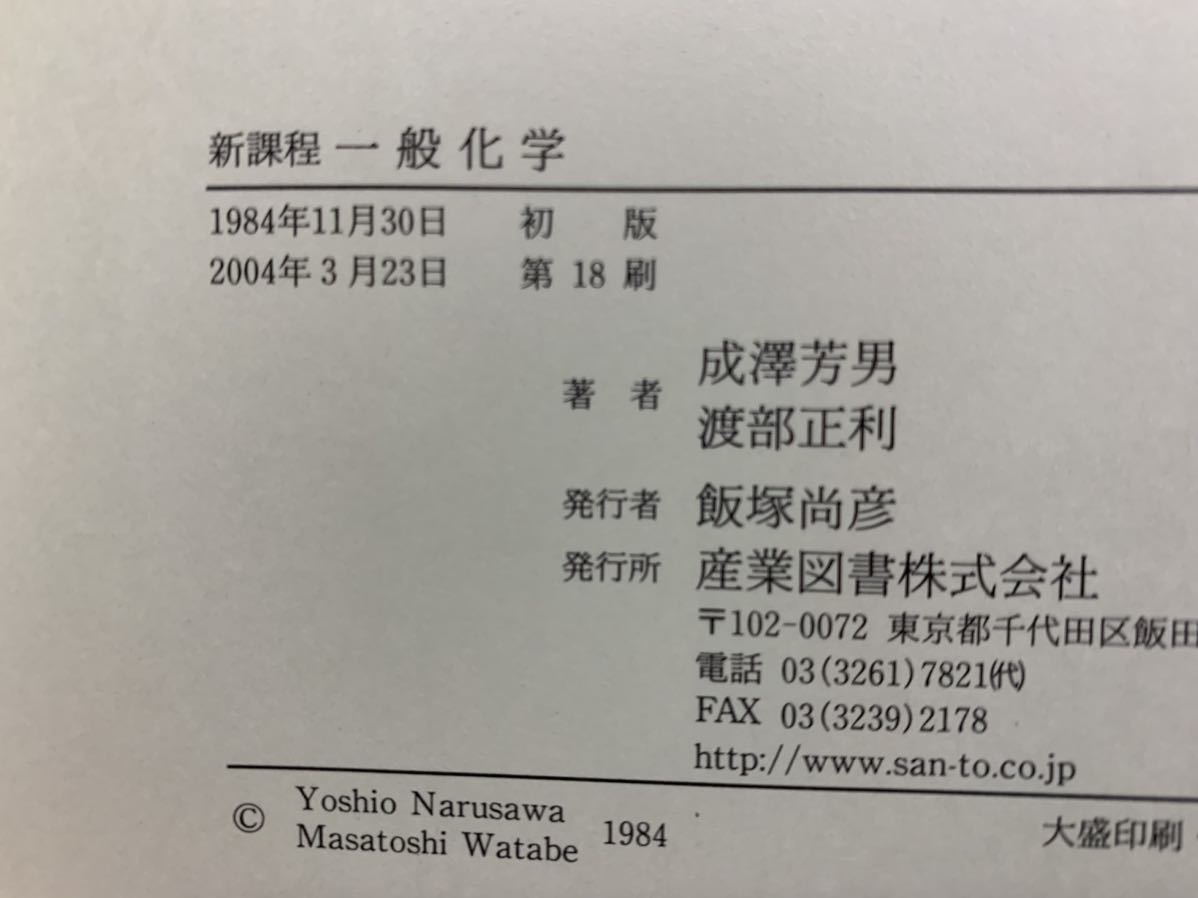 新課程 一般化学
1984年11月30日 初 版
2004年3月23日 第 18 刷
著 者 成澤芳男
渡部正利
発行者 飯塚尚彦
発行所 産業図書株式会社
〒102-0072 東京都千代田区飯田
電話 03(3261)7821(代)
FAX 03(3239)2178
http://www.san-to.co.jp
© Yoshio Narusawa
Masatoshi Watabe 1984
大盛印刷・